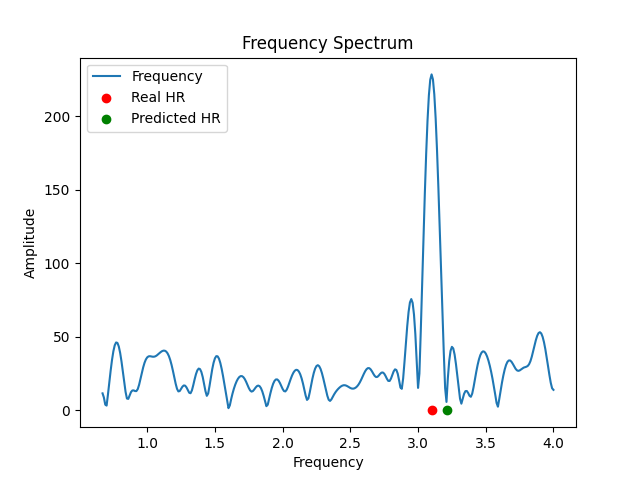 Frequency Spectrum
Frequency
Real HR
Predicted HR
Amplitude
200
150
100
50
0
1.0 1.5 2.0 2.5 3.0 3.5 4.0
Frequency